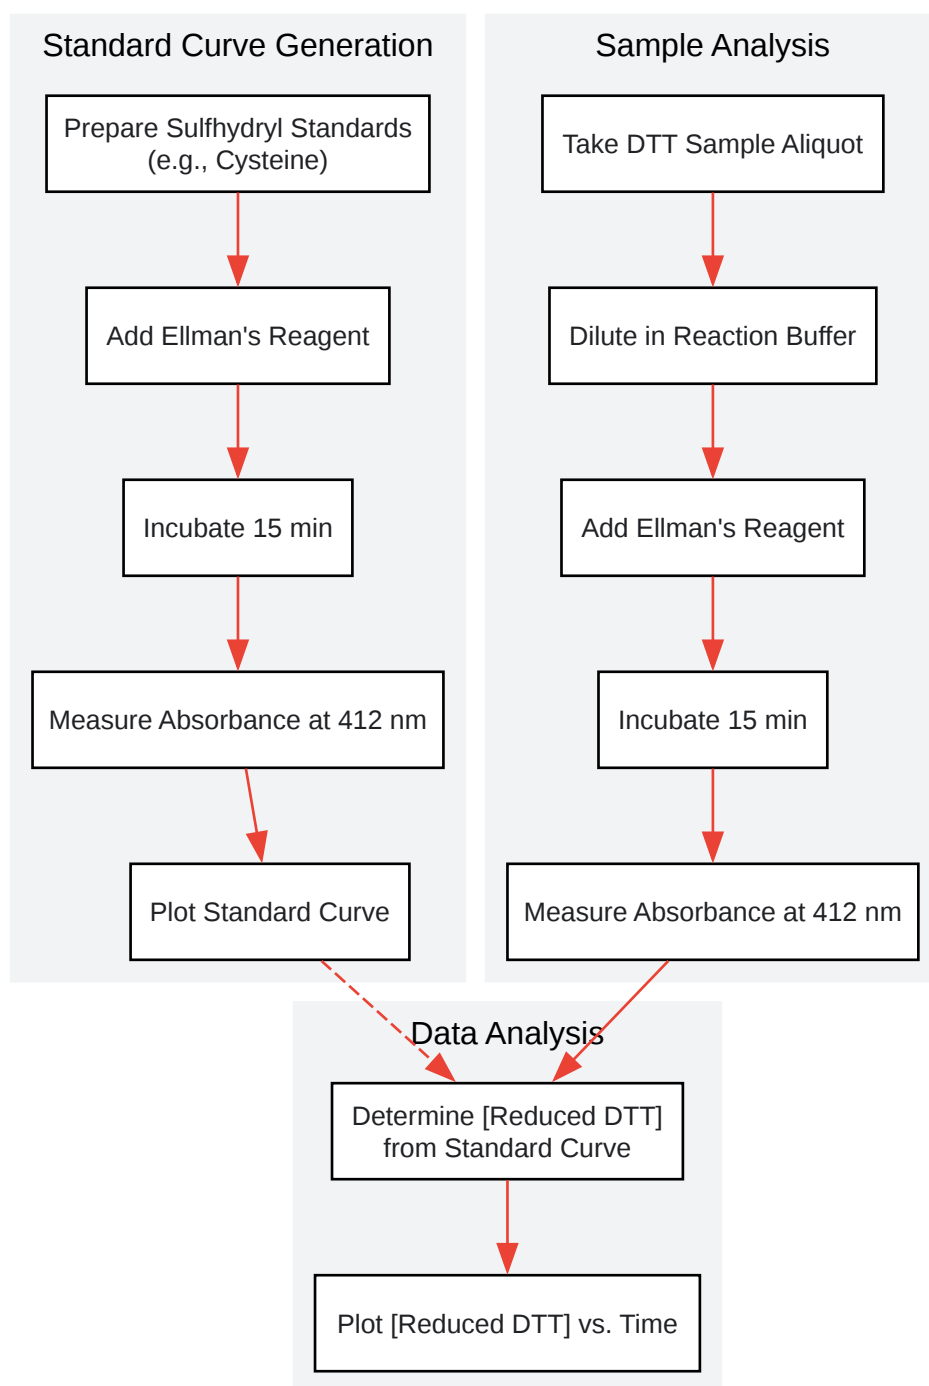 Standard Curve Generation
Prepare Sulfhydryl Standards
(e.g., Cysteine)
Add Ellman's Reagent
Incubate 15 min
Measure Absorbance at 412 nm
Plot Standard Curve
Sample Analysis
Take DTT Sample Aliquot
Dilute in Reaction Buffer
Add Ellman's Reagent
Incubate 15 min
Measure Absorbance at 412 nm
Data Analysis
Determine [Reduced DTT]
from Standard Curve
Plot [Reduced DTT] vs. Time